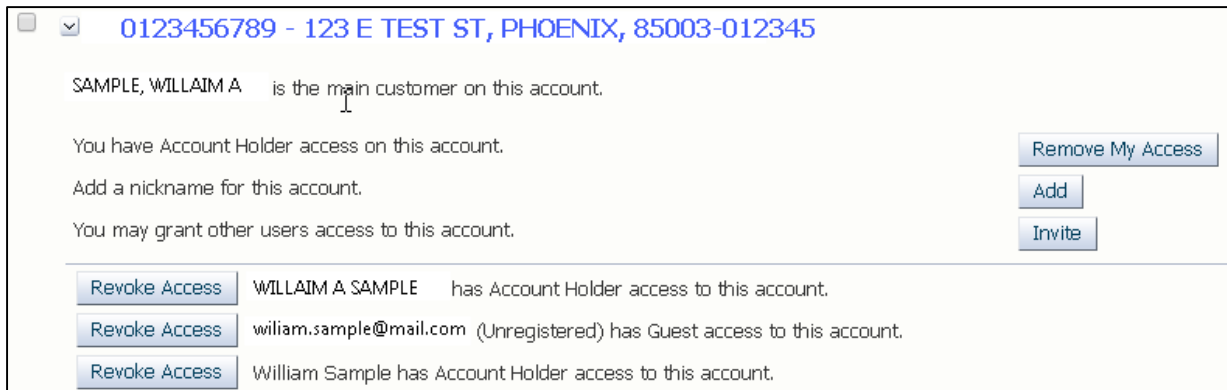 0123456789 - 123 E TEST ST, PHOENIX, 85003-012345
SAMPLE, WILLAIM A is the main customer on this account.
You have Account Holder access on this account. Remove My Access
Add a nickname for this account. Add
You may grant other users access to this account. Invite
Revoke Access WILLAIM A SAMPLE has Account Holder access to this account.
Revoke Access wiliam.sample@mail.com (Unregistered) has Guest access to this account.
Revoke Access William Sample has Account Holder access to this account.